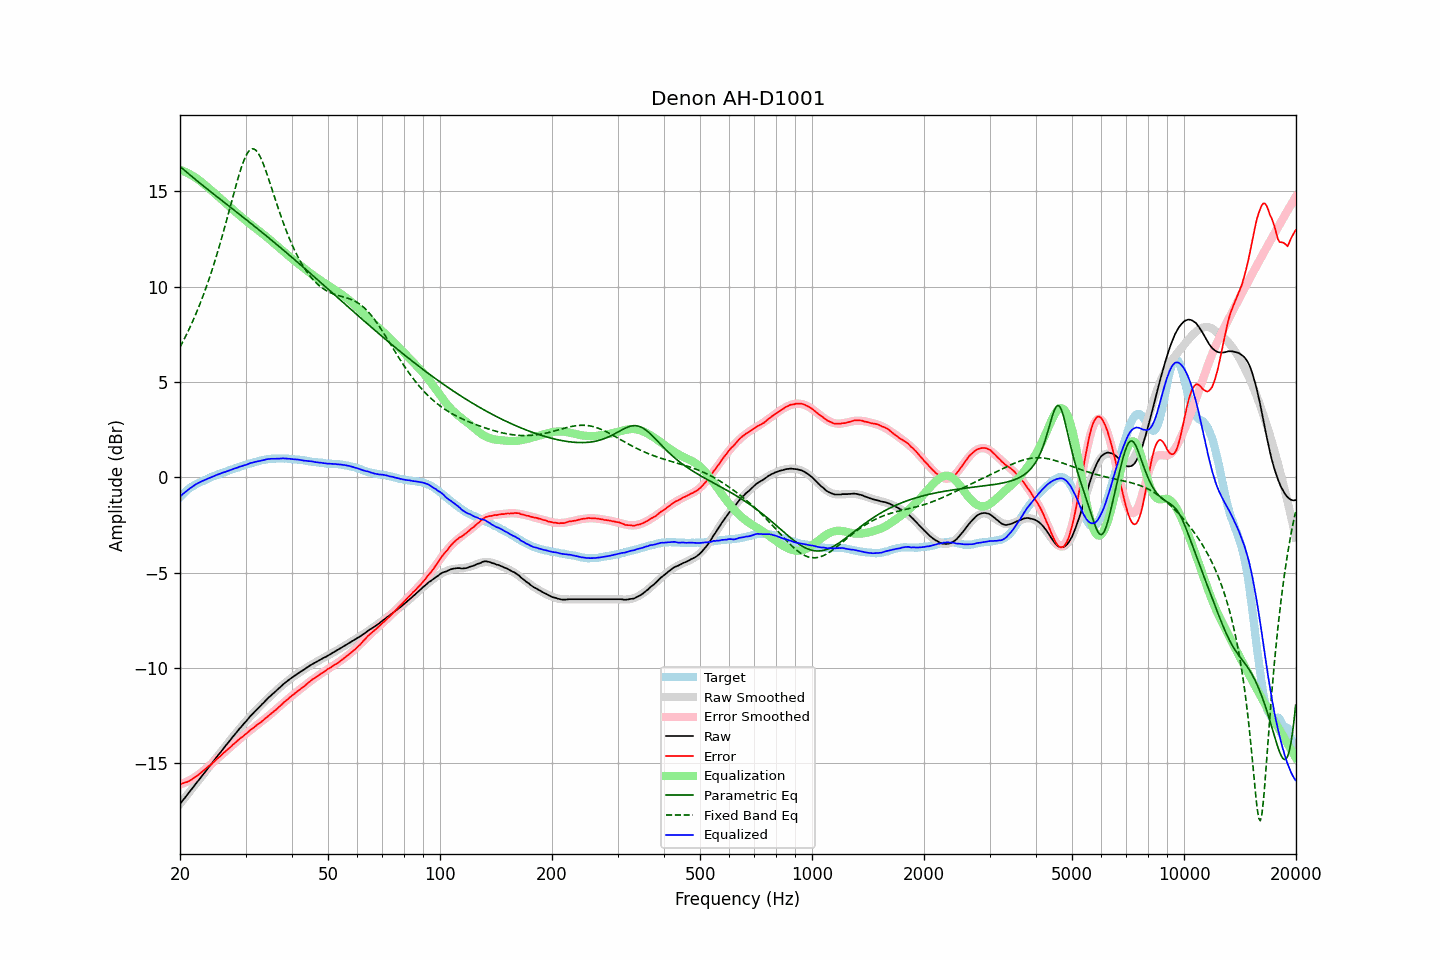 Denon AH-D1001
Amplitude (dBr)
15
10
5
0
−5
−10
−15
Target
Raw Smoothed
Error Smoothed
Raw
Error
Equalization
Parametric Eq
Fixed Band Eq
Equalized
20 50 100 200 500 1000 2000 5000 10000 20000
Frequency (Hz)